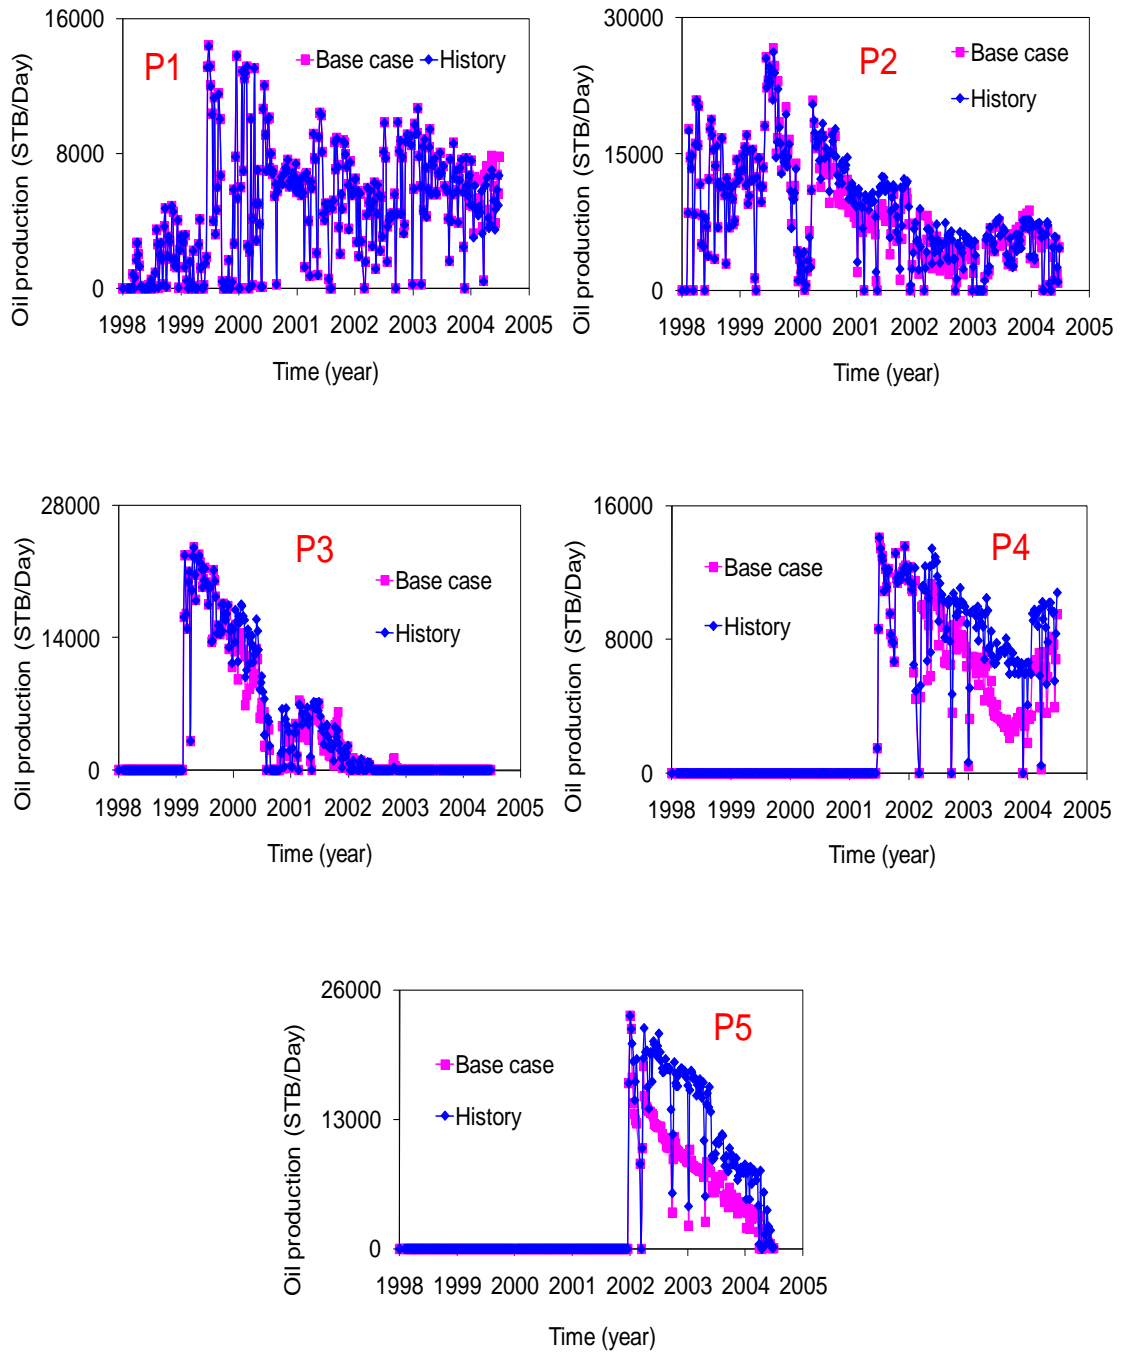 16000
P1
Base case History
8000
0
Oil production (STB/Day)
1998 1999 2000 2001 2002 2003 2004 2005
Time (year)
30000
P2
Base case
History
15000
0
Oil production (STB/Day)
1998 1999 2000 2001 2002 2003 2004 2005
Time (year)
28000
P3
Base case
History
14000
0
Oil production (STB/Day)
1998 1999 2000 2001 2002 2003 2004 2005
Time (year)
16000
P4
Base case
History
8000
0
Oil production (STB/Day)
1998 1999 2000 2001 2002 2003 2004 2005
Time (year)
26000
P5
Base case
History
13000
0
Oil production (STB/Day)
1998 1999 2000 2001 2002 2003 2004 2005
Time (year)